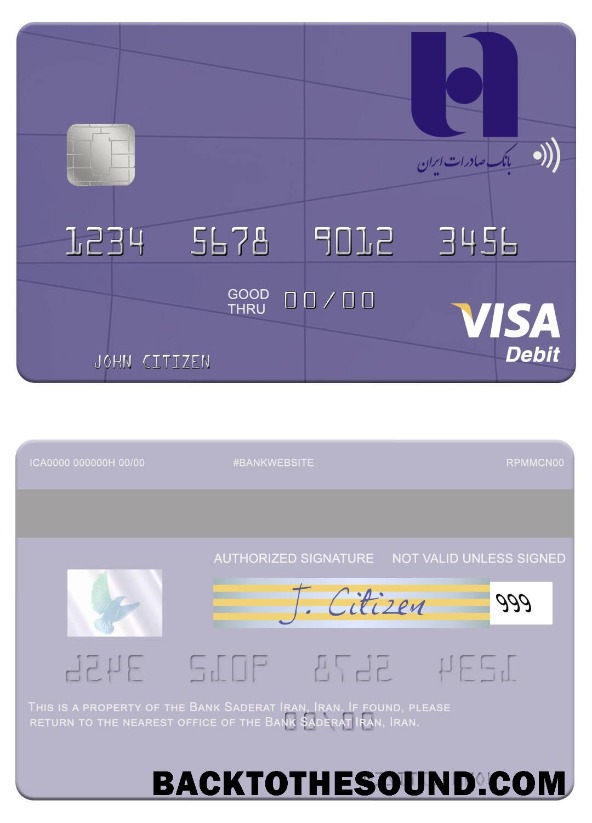 بانک صادرات ایران
1234 5678 9012 3456
GOOD THRU 00/00
VISA
Debit
JOHN CITIZEN
ICA0000 000000H 00/00 #BANKWEBSITE RPMMCN00
AUTHORIZED SIGNATURE NOT VALID UNLESS SIGNED
J. Citizen 999
THIS IS A PROPERTY OF THE BANK SADERAT IRAN, IRAN. IF FOUND, PLEASE
RETURN TO THE NEAREST OFFICE OF THE BANK SADERAT IRAN, IRAN.
BACKTOTHESOUND.COM